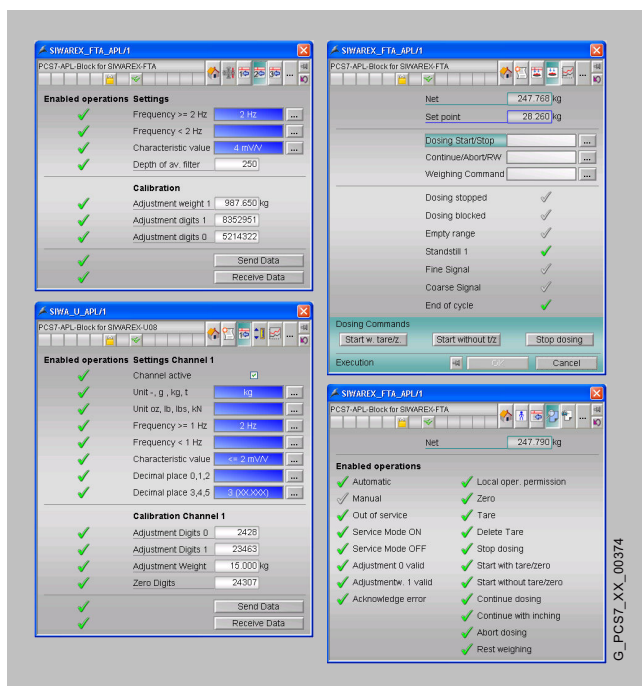 SIWAREX_FTA_APL/1
PCS7-APL-Block for SIWAREX-FTA
...
Enabled operations Settings
Frequency >= 2 Hz 2 Hz ...
Frequency < 2 Hz
Characteristic value 4 mV/V ...
Depth of av. filter 250
Calibration
Adjustment weight 1 987.650 kg
Adjustment digits 1 8352951
Adjustment digits 0 5214322
Send Data
Receive Data
SIWA_U_APL/1
PCS7-APL-Block for SIWAREX-U08
...
Enabled operations Settings Channel 1
Channel active
Unit -, g , kg, t kg ...
Unit oz, lb, lbs, kN ...
Frequency >= 1 Hz 2 Hz ...
Frequency < 1 Hz ...
Characteristic value <= 2 mV/V ...
Decimal place 0,1,2 ...
Decimal place 3,4,5 3 (XX.XXX) ...
Calibration Channel 1
Adjustment Digits 0 2428
Adjustment Digits 1 23463
Adjustment Weight 15.000 kg
Zero Digits 24307
Send Data
Receive Data
SIWAREX_FTA_APL/1
PCS7-APL-Block for SIWAREX-FTA
...
Net 247.768 kg
Set point 28.260 kg
Dosing Start/Stop ...
Continue/Abort/RW ...
Weighing Command ...
Dosing stopped
Dosing blocked
Empty range
Standstill 1
Fine Signal
Coarse Signal
End of cycle
Dosing Commands
Start w. tare/z. Start without t/z Stop dosing
Execution OK Cancel
SIWAREX_FTA_APL/1
PCS7-APL-Block for SIWAREX-FTA
...
Net 247.790 kg
Enabled operations
Automatic Local oper. permission
Manual Zero
Out of service Tare
Service Mode ON Delete Tare
Service Mode OFF Stop dosing
Adjustment 0 valid Start with tare/zero
Adjustmentw. 1 valid Start without tare/zero
Acknowledge error Continue dosing
Continue with inching
Abort dosing
Rest weighing
G_PCS7_XX_00374